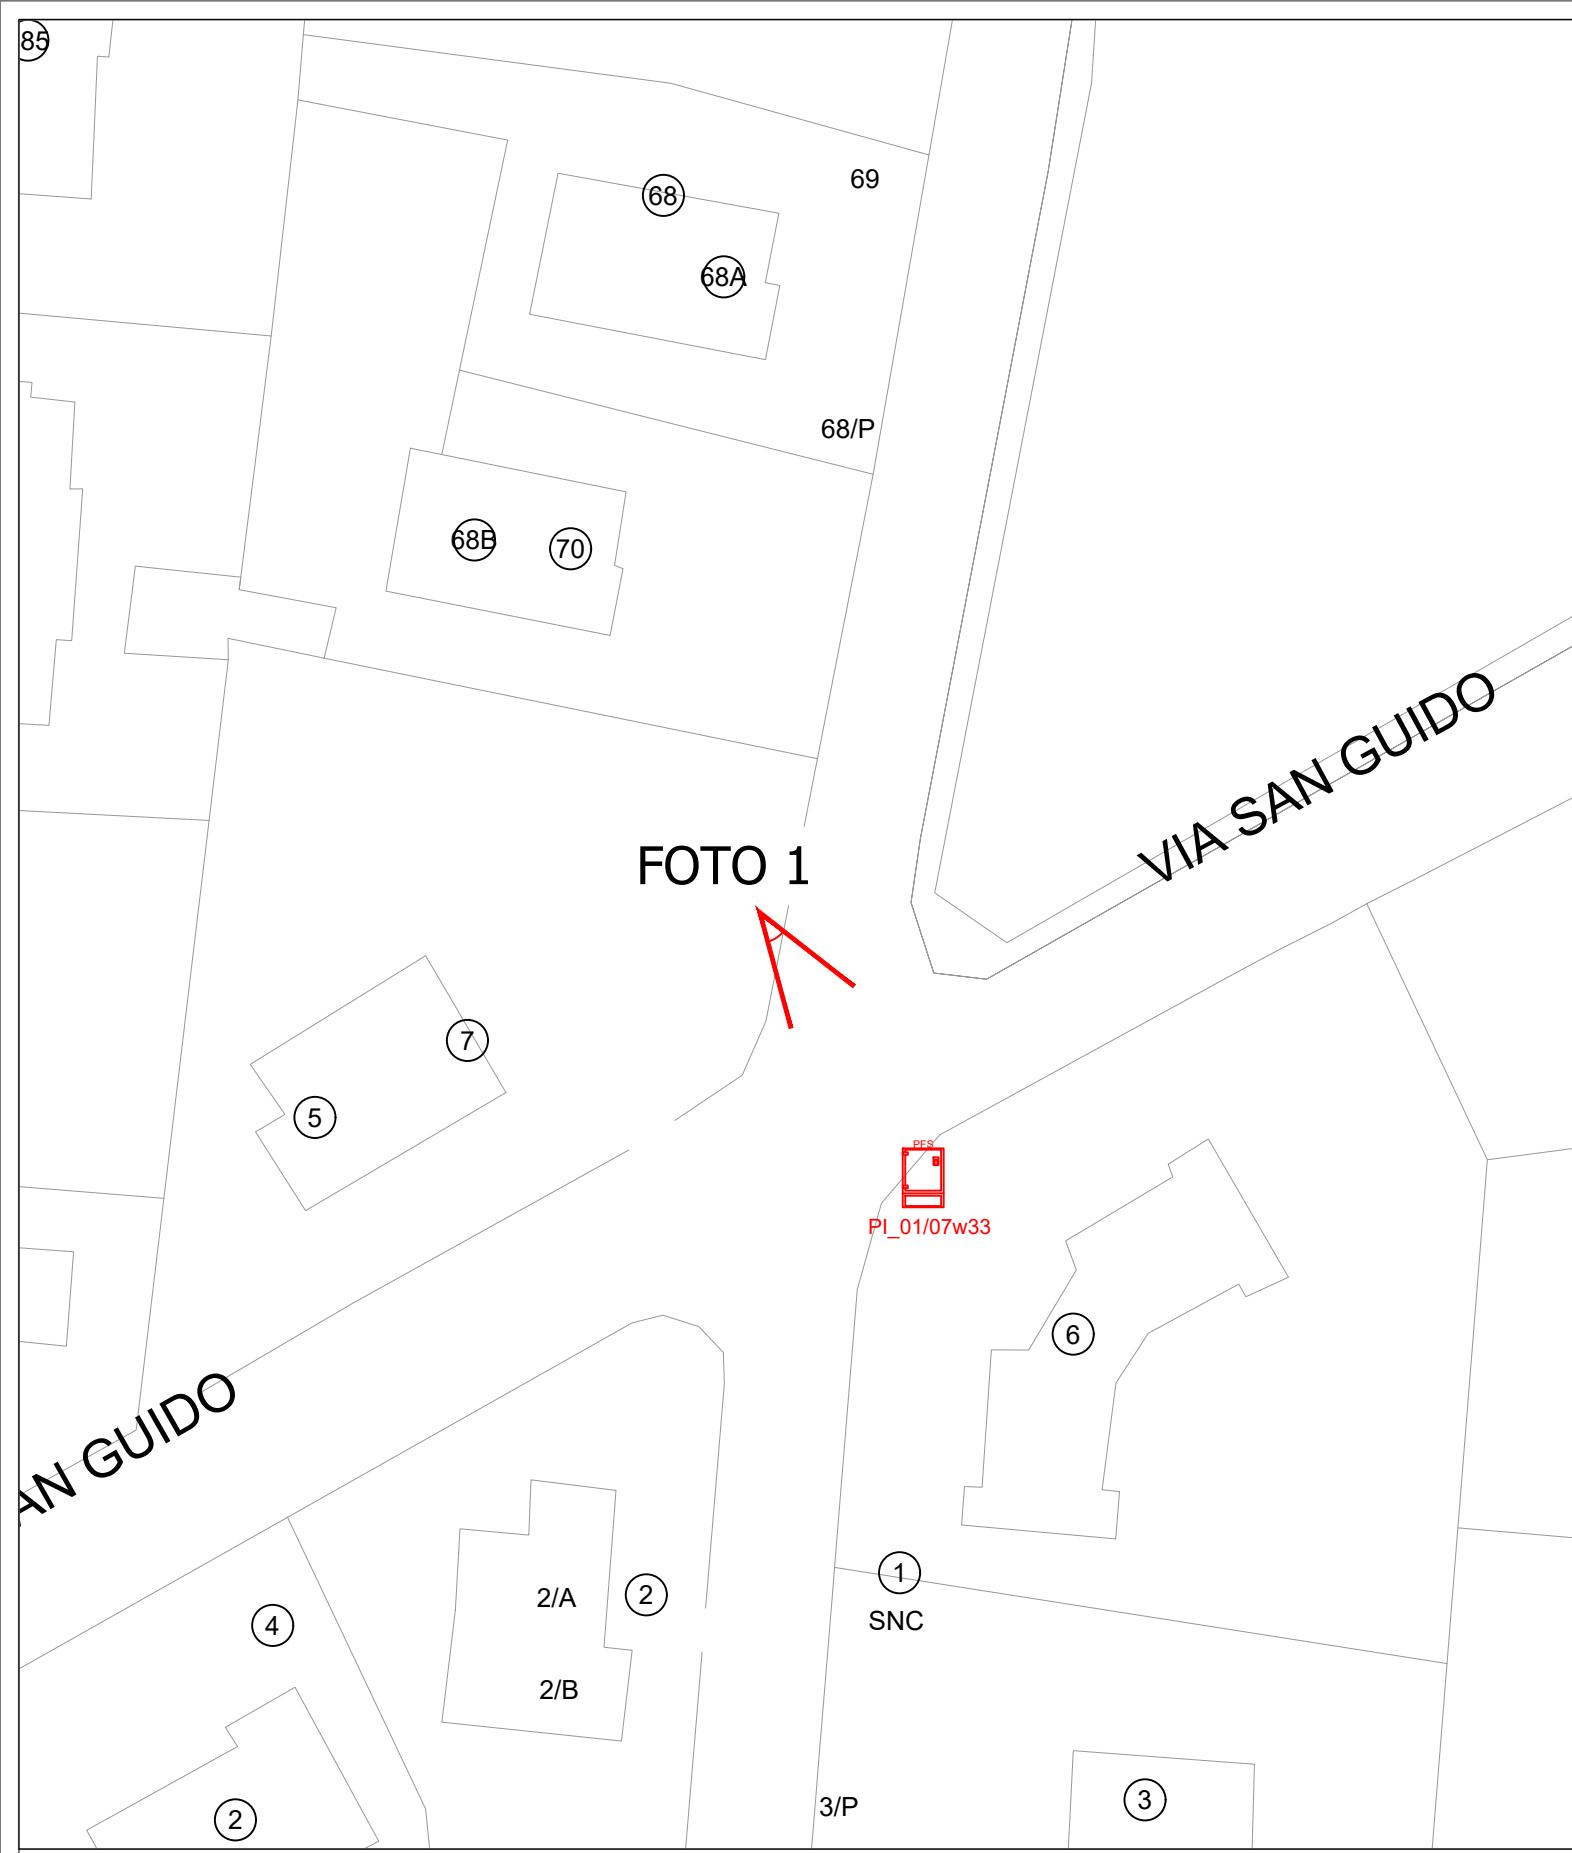 85
69
68
68A
68/P
68B
70
VIA SAN GUIDO
FOTO 1
7
5
PFS
PI_01/07w33
6
AN GUIDO
1
SNC
2/A
2
4
2/B
3
3/P
2